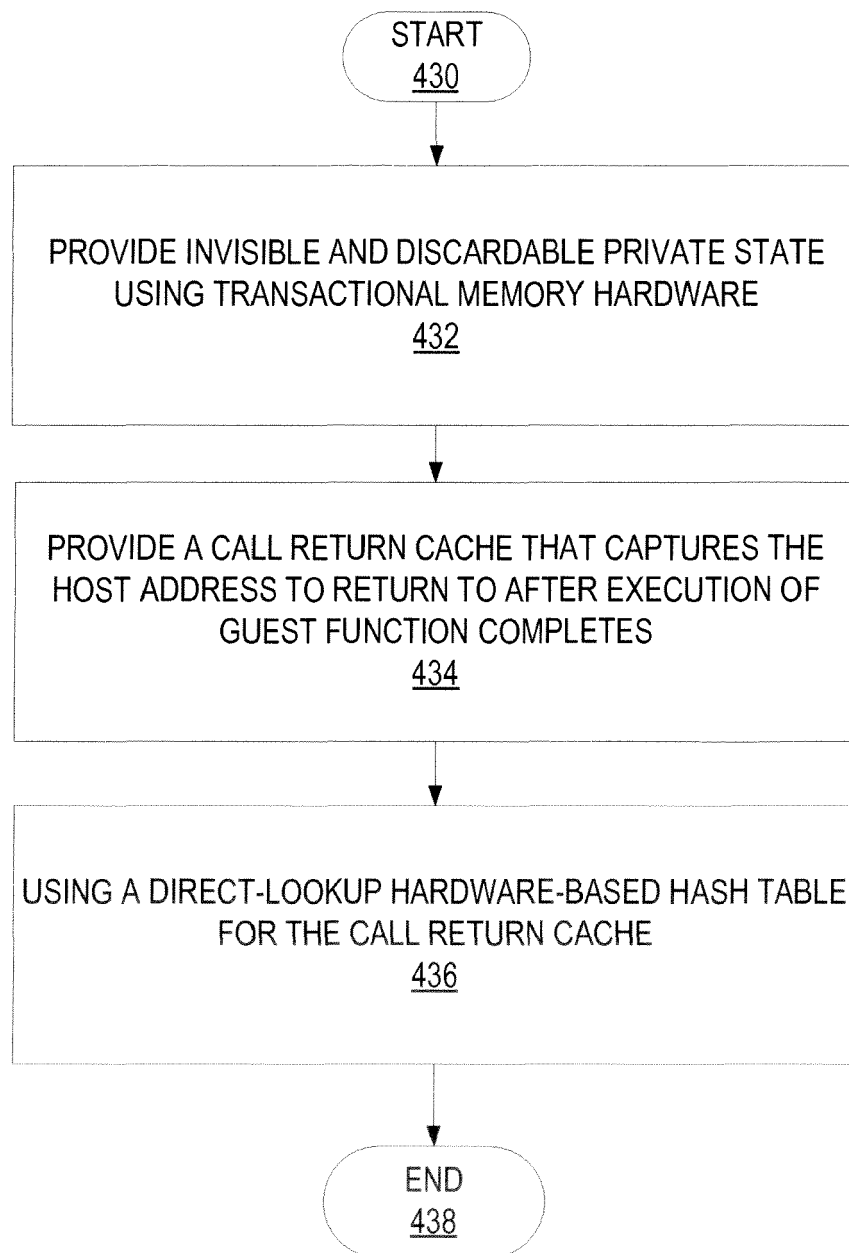 START
430
PROVIDE INVISIBLE AND DISCARDABLE PRIVATE STATE
USING TRANSACTIONAL MEMORY HARDWARE
432
PROVIDE A CALL RETURN CACHE THAT CAPTURES THE
HOST ADDRESS TO RETURN TO AFTER EXECUTION OF
GUEST FUNCTION COMPLETES
434
USING A DIRECT-LOOKUP HARDWARE-BASED HASH TABLE
FOR THE CALL RETURN CACHE
436
END
438